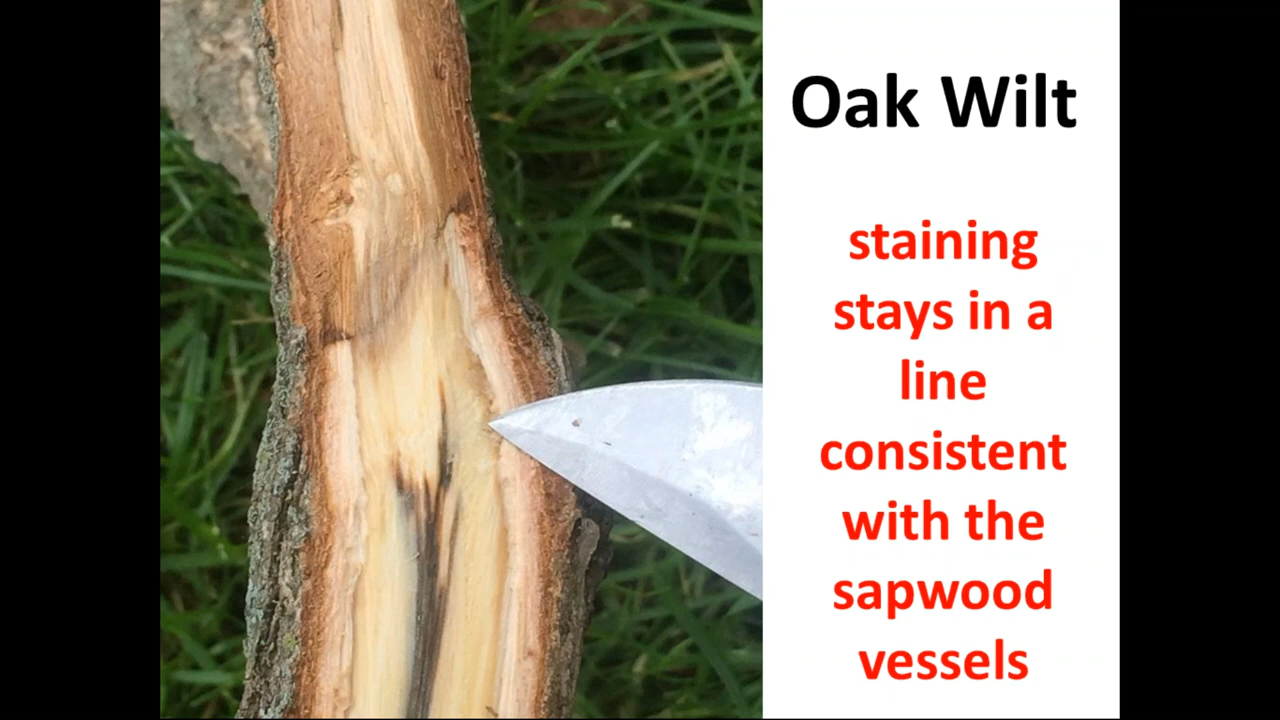 Oak Wilt
staining
stays in a
line
consistent
with the
sapwood
vessels